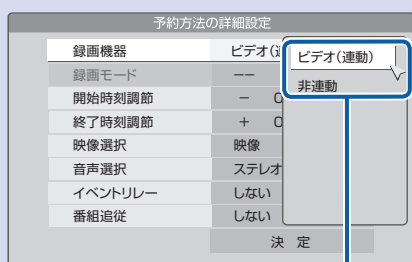 予約方法の詳細設定
録画機器 ビデオ(連
ビデオ(連動)
非連動
録画モード −−
開始時刻調節 − 0
終了時刻調節 + 0
映像選択 映像
音声選択 ステレオ
イベントリレー しない
番組追従 しない
決 定